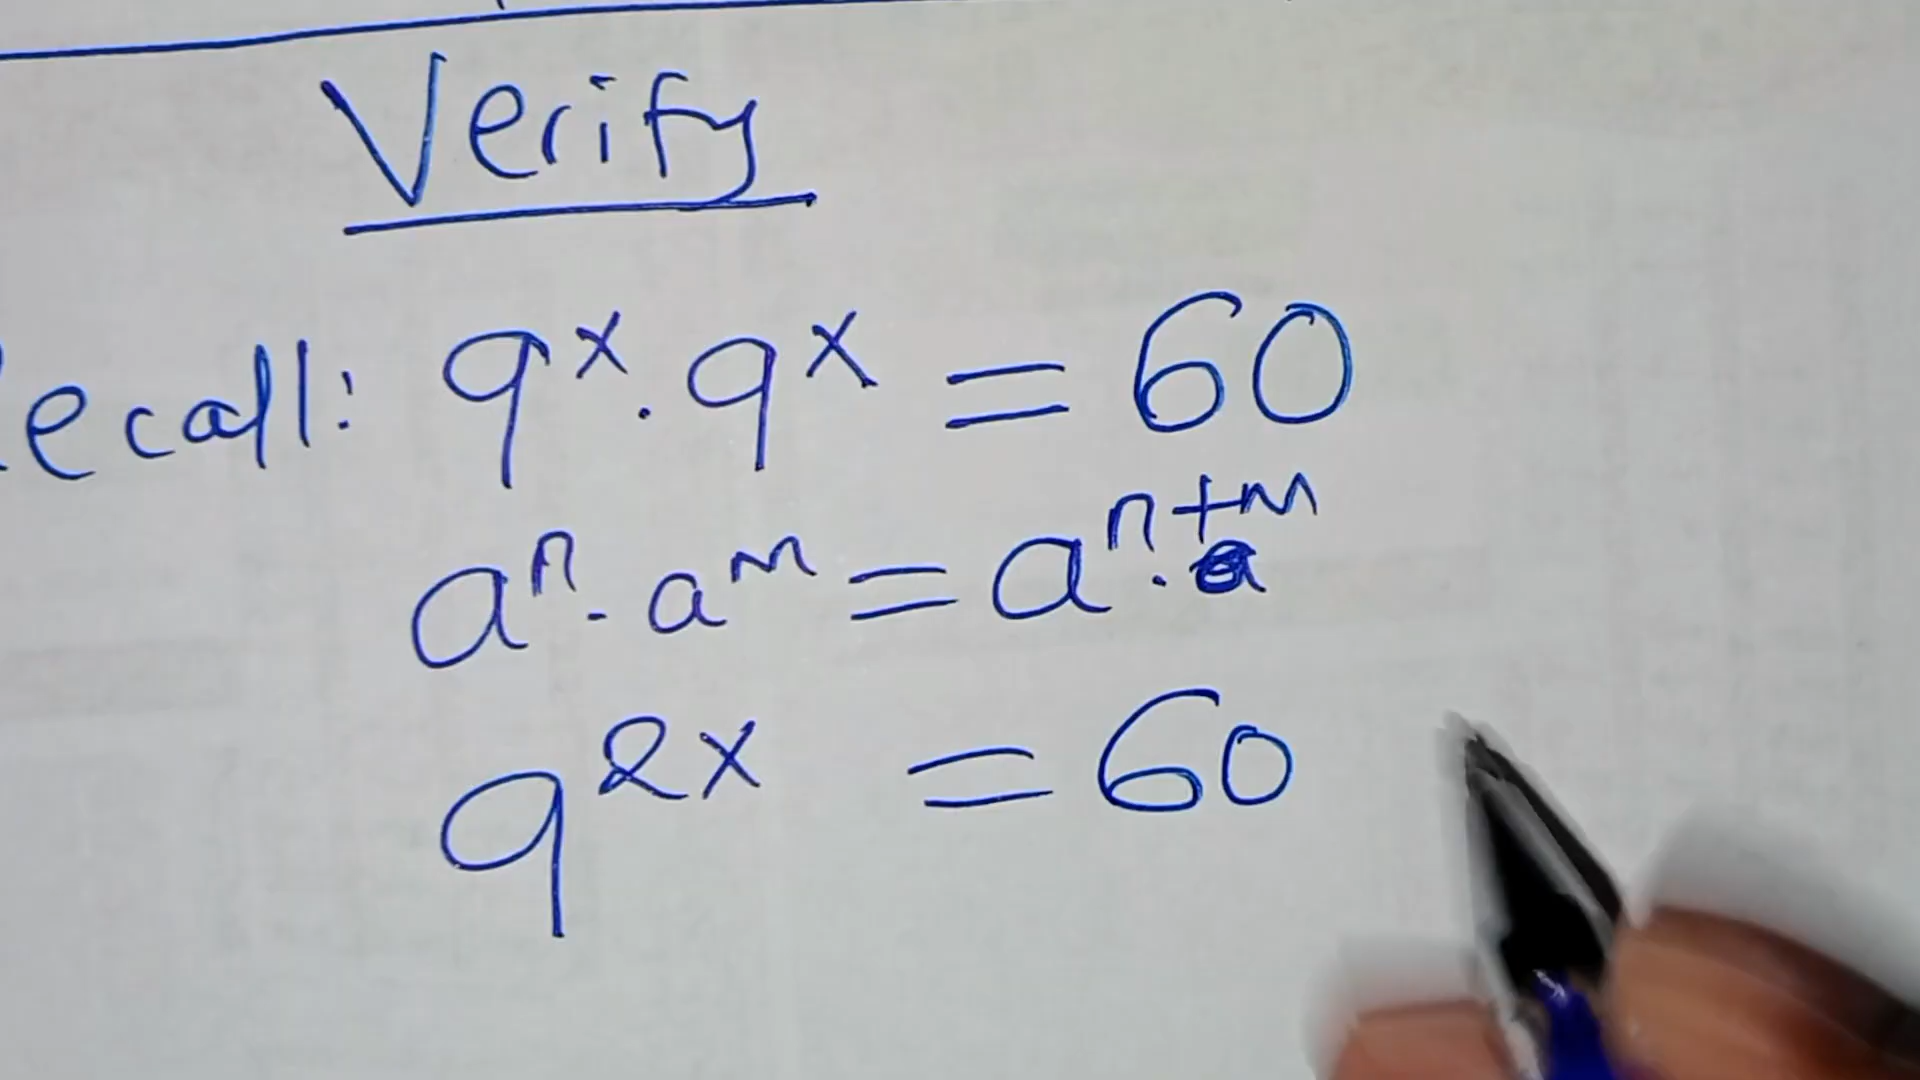 Verify
ecall: 9^x . 9^x = 60
a^n . a^m = a^n+m .
9^2x = 60